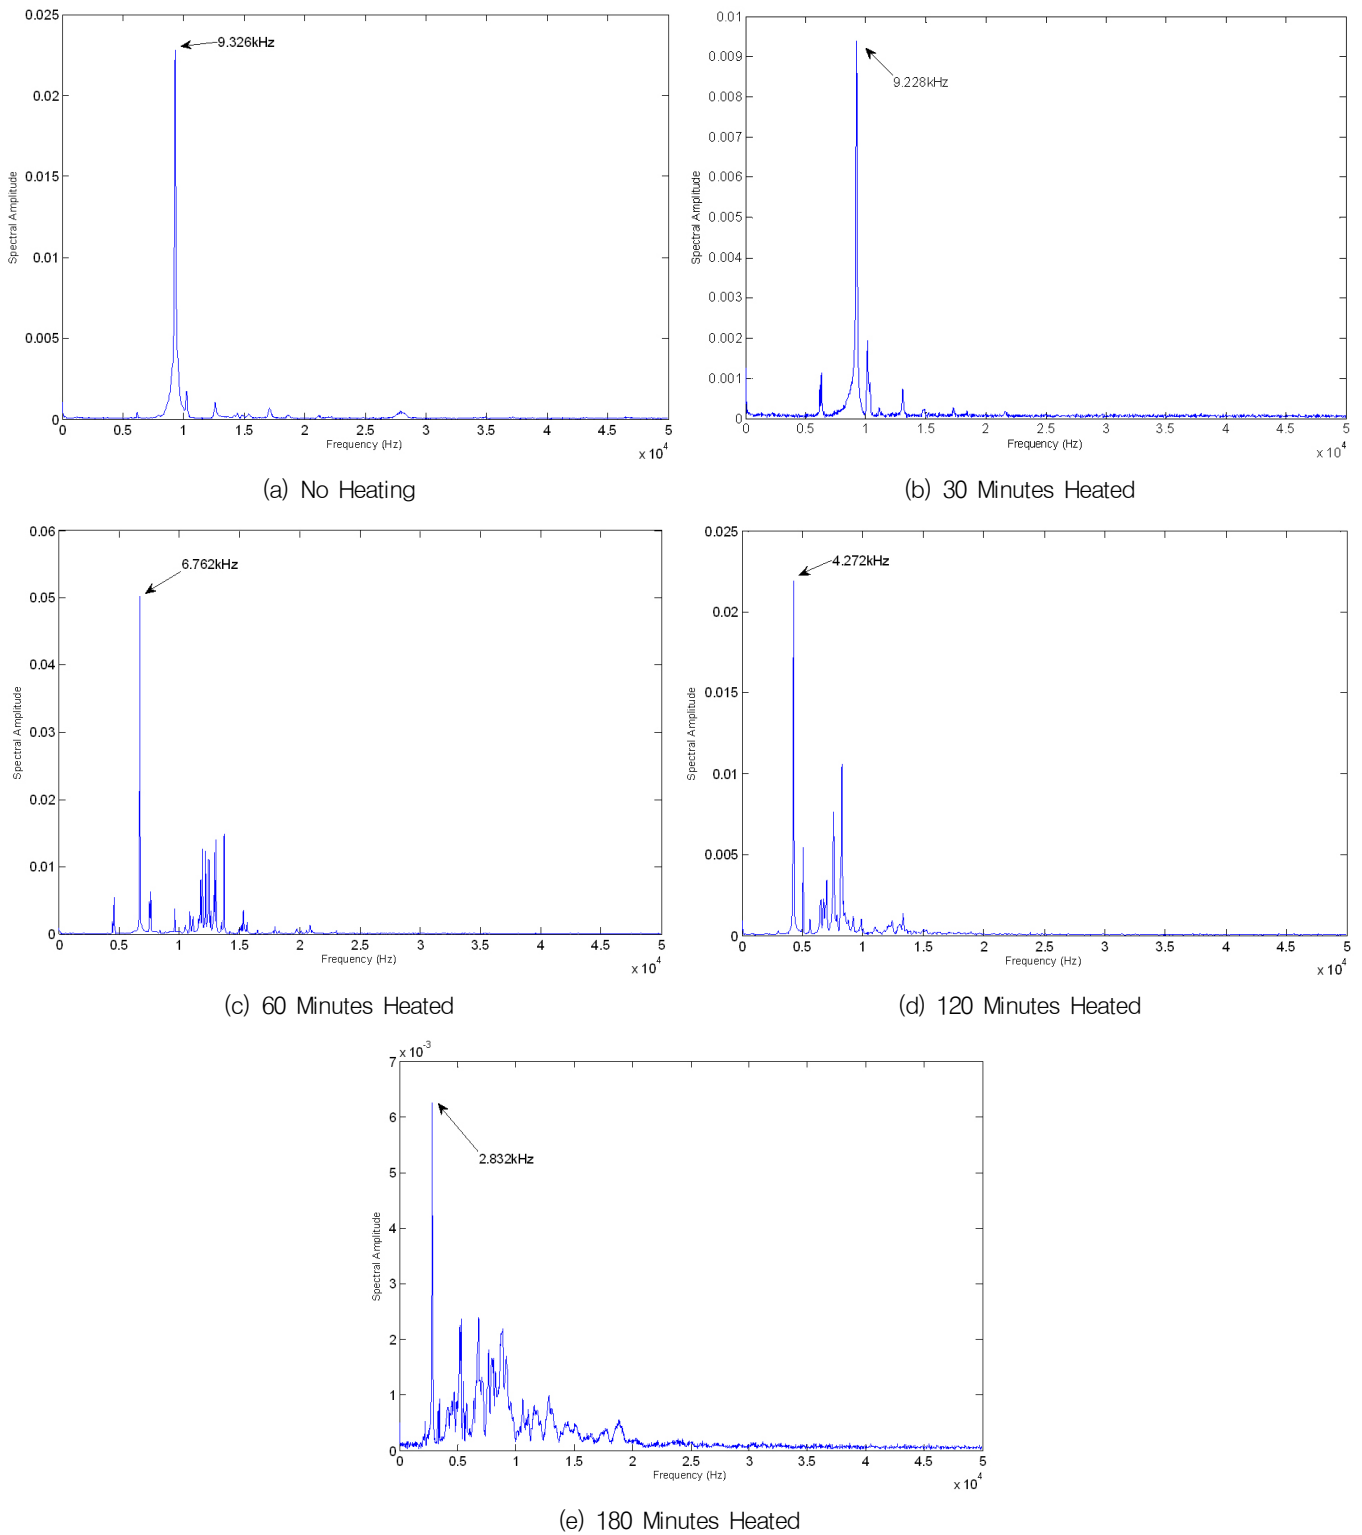 0.025
0.02
0.015
0.01
0.005
0
Spectral Amplitude
9.326kHz
0 0.5 1 1.5 2 2.5 3 3.5 4 4.5 5
Frequency (Hz)
x 10^4
(a) No Heating
0.01
0.009
0.008
0.007
0.006
0.005
0.004
0.003
0.002
0.001
0
Spectral Amplitude
9.228kHz
0 0.5 1 1.5 2 2.5 3 3.5 4 4.5 5
Frequency (Hz)
x 10^4
(b) 30 Minutes Heated
0.06
0.05
0.04
0.03
0.02
0.01
0
Spectral Amplitude
6.762kHz
0 0.5 1 1.5 2 2.5 3 3.5 4 4.5 5
Frequency (Hz)
x 10^4
(c) 60 Minutes Heated
0.025
0.02
0.015
0.01
0.005
0
Spectral Amplitude
4.272kHz
0 0.5 1 1.5 2 2.5 3 3.5 4 4.5 5
Frequency (Hz)
x 10^4
(d) 120 Minutes Heated
x 10^-3
7
6
5
4
3
2
1
0
Spectral Amplitude
2.832kHz
0 0.5 1 1.5 2 2.5 3 3.5 4 4.5 5
Frequency (Hz)
x 10^4
(e) 180 Minutes Heated